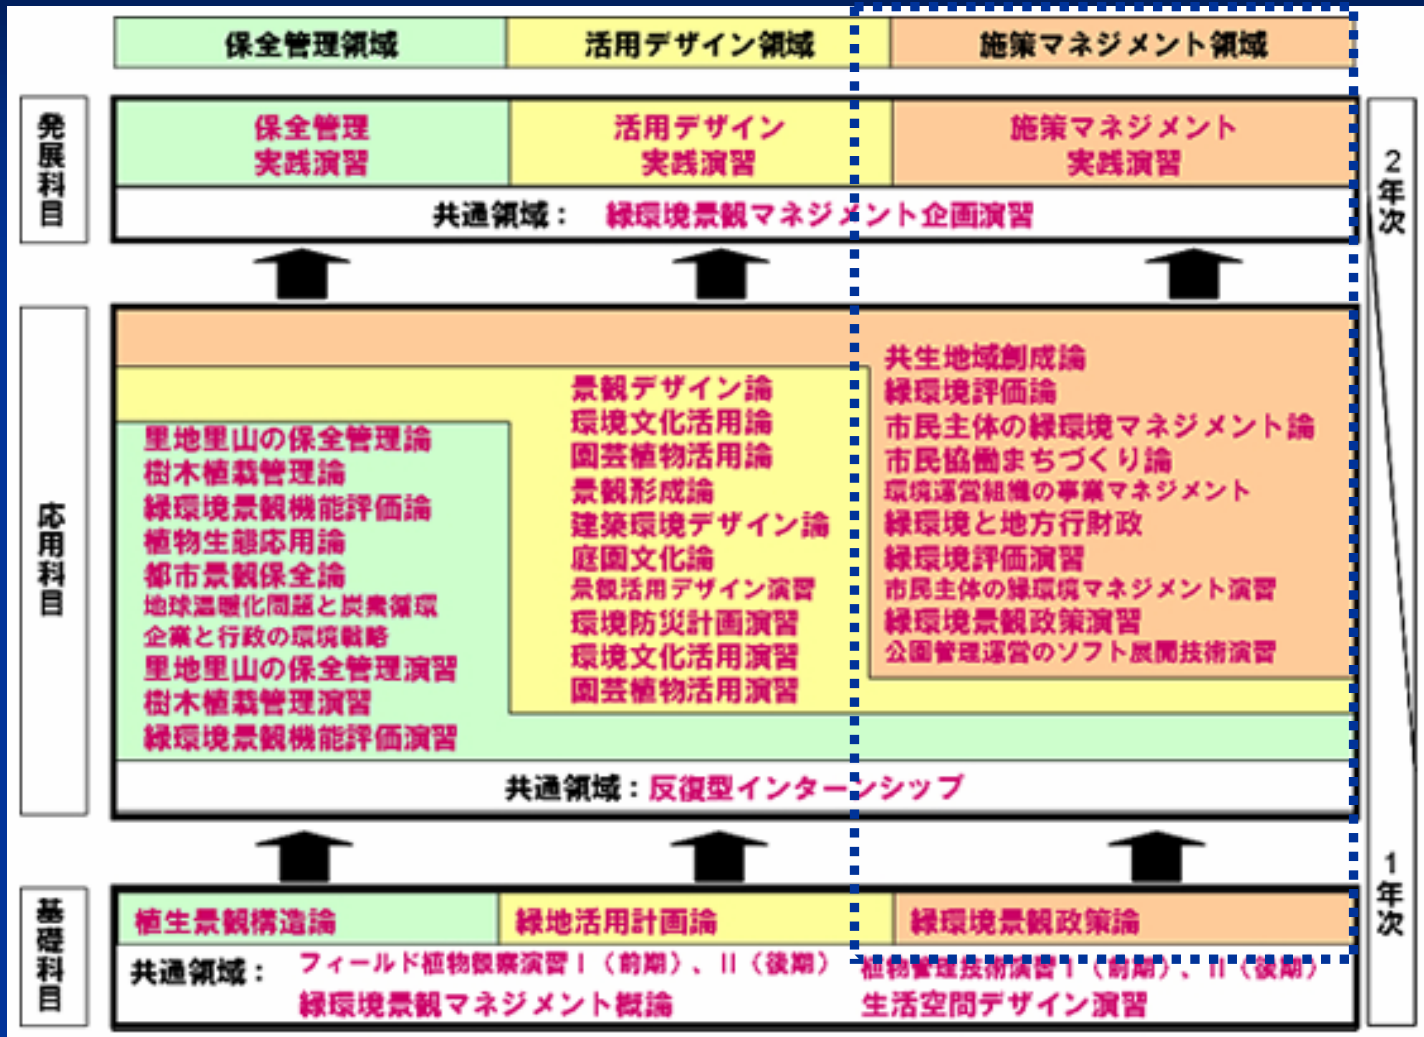 保全管理領域
活用デザイン領域
施策マネジメント領域
発展科目
保全管理
実践演習
活用デザイン
実践演習
施策マネジメント
実践演習
共通領域： 緑環境景観マネジメント企画演習
2年次
応用科目
里地里山の保全管理論
樹木植栽管理論
緑環境景観機能評価論
植物生態応用論
都市景観保全論
地球温暖化問題と炭素循環
企業と行政の環境戦略
里地里山の保全管理演習
樹木植栽管理演習
緑環境景観機能評価演習
景観デザイン論
環境文化活用論
園芸植物活用論
景観形成論
建築環境デザイン論
庭園文化論
景観活用デザイン演習
環境防災計画演習
環境文化活用演習
園芸植物活用演習
共生地域創成論
緑環境評価論
市民主体の緑環境マネジメント論
市民協働まちづくり論
環境運営組織の事業マネジメント
緑環境と地方行財政
緑環境評価演習
市民主体の緑環境マネジメント演習
緑環境景観政策演習
公園管理運営のソフト展開技術演習
共通領域：反復型インターンシップ
1年次
基礎科目
植生景観構造論
緑地活用計画論
緑環境景観政策論
共通領域： フィールド植物観察演習Ⅰ（前期）、Ⅱ（後期） 植物管理技術演習Ⅰ（前期）、Ⅱ（後期）
緑環境景観マネジメント概論 生活空間デザイン演習